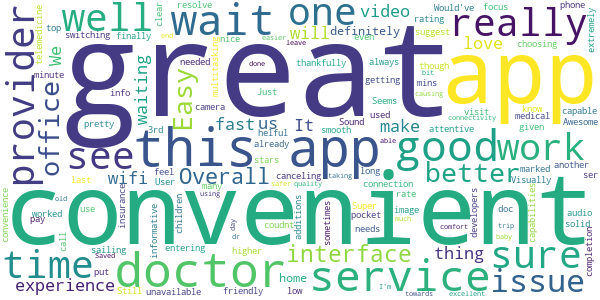 top switching clear resolve well finally wait one video Would've focus phone
telemedicine nice rating choosing really extremely
We definitely suggest
provider great will love app
minute thankfully even always though
office info waiting Easy needed done leave easier bit getting mins causing
multitasking camera Just Seems used visit know capable Awesome
pretty 3rd fast us It Sound helful smooth make attentive medical given connectivity
see this app good work
already able another ser
last wifi Overall feel User stars canceling long better marked Visually
insurance many using children connection rate needs taking safer quality
convenient
convenience pay worked use old call sailing informative entering day dr Super pocket coudnt sometimes additions interface image much doc developers capabilities audio solid
time doctor thing sure completion
experience put saved Still unavailable friendly higher home low service I'm towards comfort trip baby excellent issue